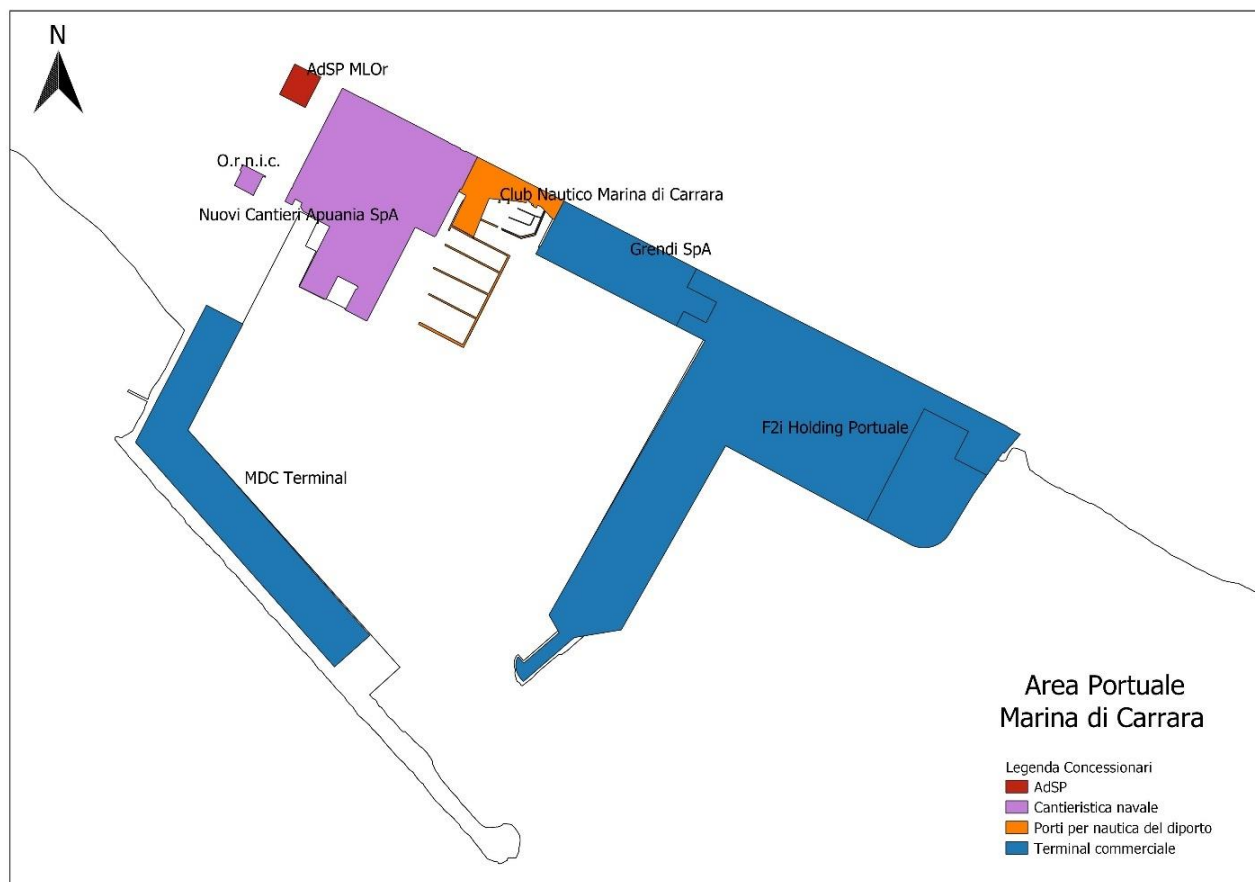 N
AdSP MLOr
O.r.n.i.c.
Nuovi Cantieri Apuania SpA
Club Nautico Marina di Carrara
Grendi SpA
F2i Holding Portuale
MDC Terminal
Area Portuale
Marina di Carrara
Legenda Concessionari
AdSP
Cantieristica navale
Porti per nautica del diporto
Terminal commerciale